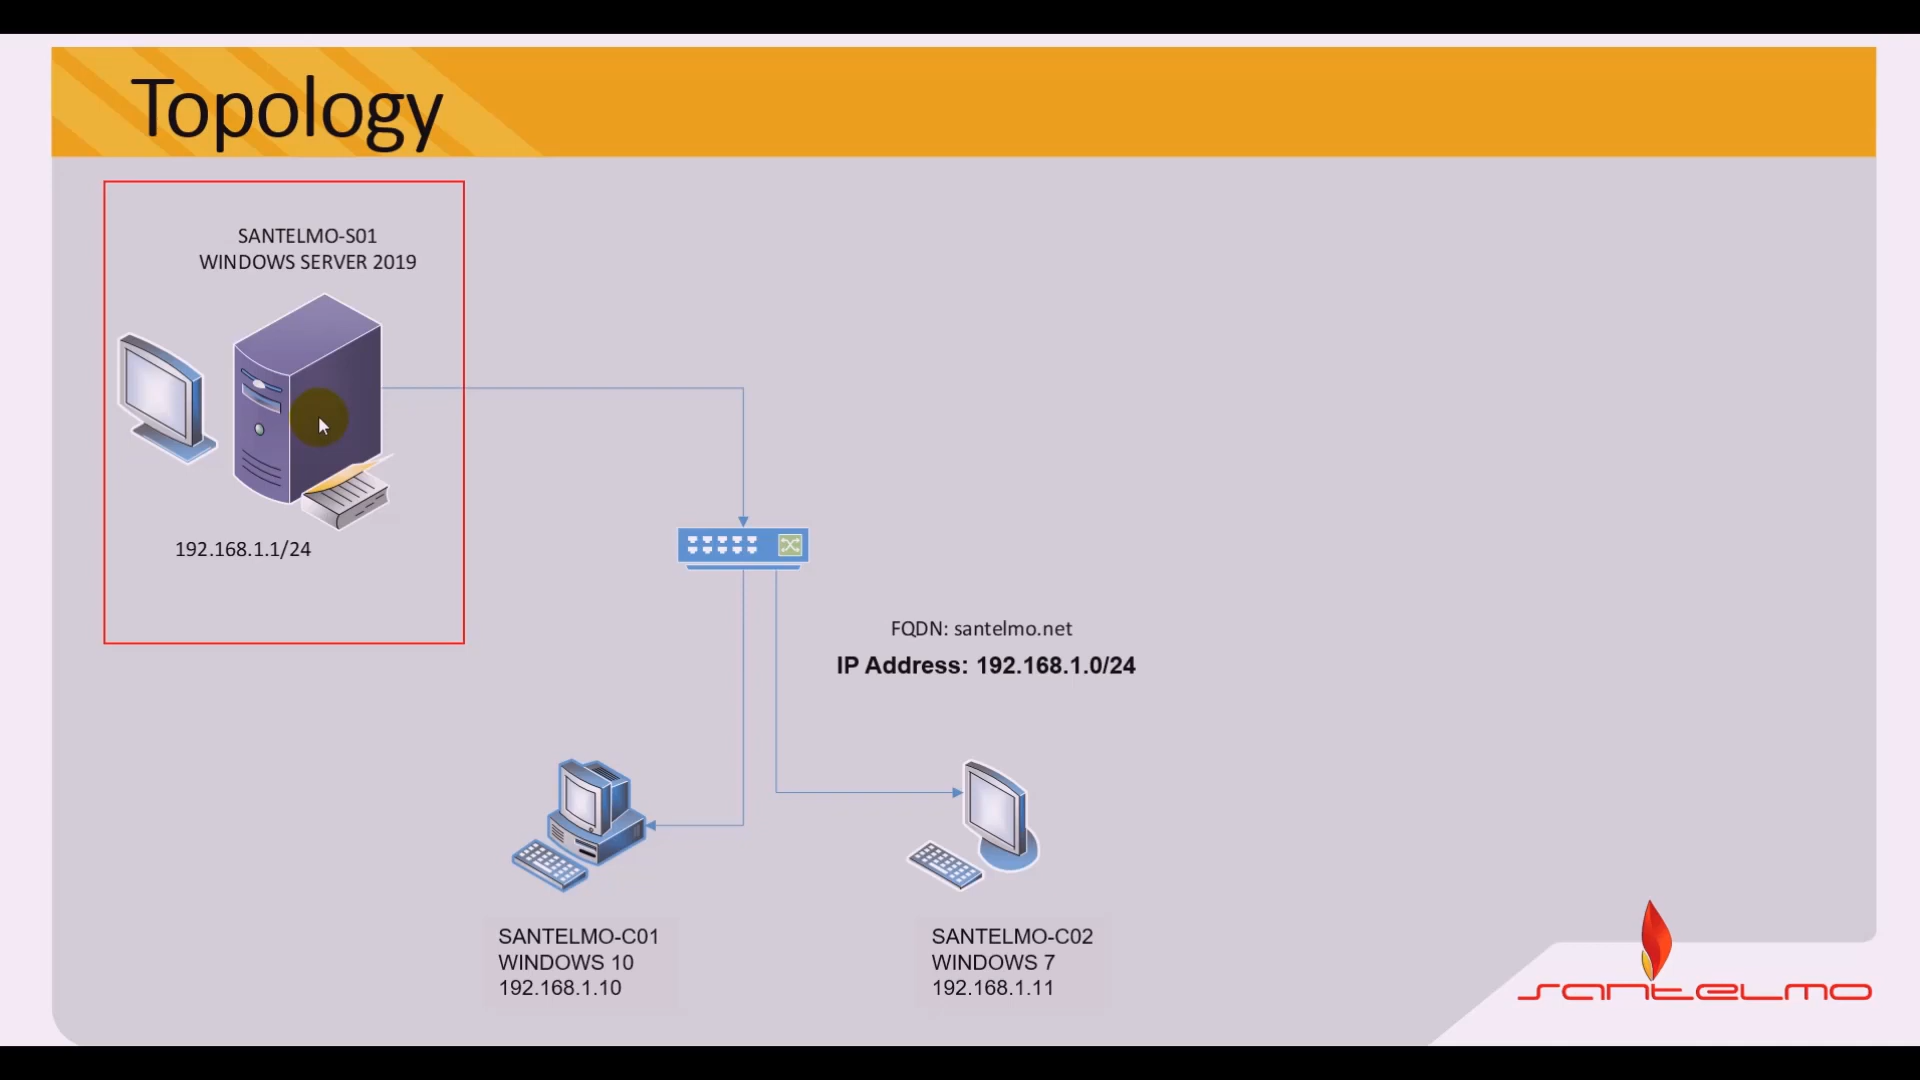 Topology
SANTELMO-S01
WINDOWS SERVER 2019
192.168.1.1/24
FQDN: santelmo.net
IP Address: 192.168.1.0/24
SANTELMO-C01
WINDOWS 10
192.168.1.10
SANTELMO-C02
WINDOWS 7
192.168.1.11
santelmo